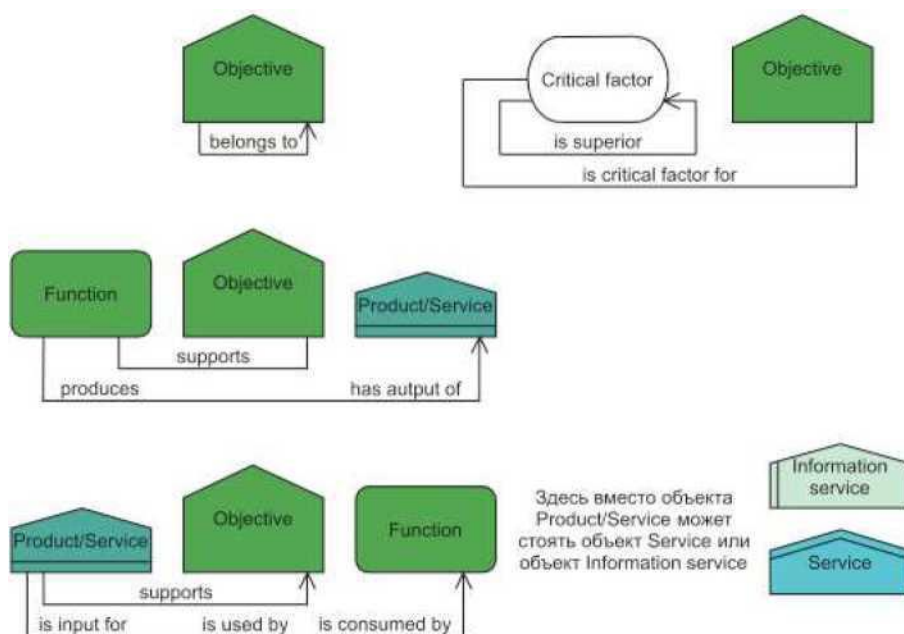 Objective
belongs to
Critical factor
Objective
is superior
is critical factor for
Function
Objective
Product/Service
supports
produces
has autput of
Product/Service
Objective
Function
supports
is input for
is used by
is consumed by
Здесь вместо объекта
Product/Service может
стоять объект Service или
объект Information service
Information
service
Service